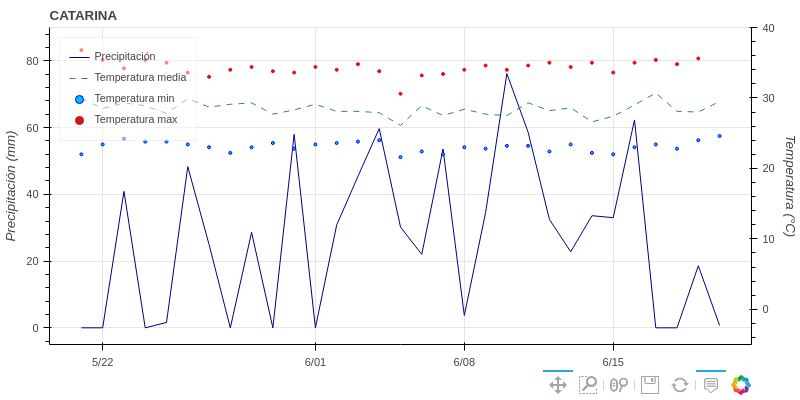 CATARINA
Precipitación
Temperatura media
Temperatura min
Temperatura max
Precipitación (mm)
80
60
40
20
0
Temperatura (°C)
40
30
20
10
0
5/22
6/01
6/08
6/15